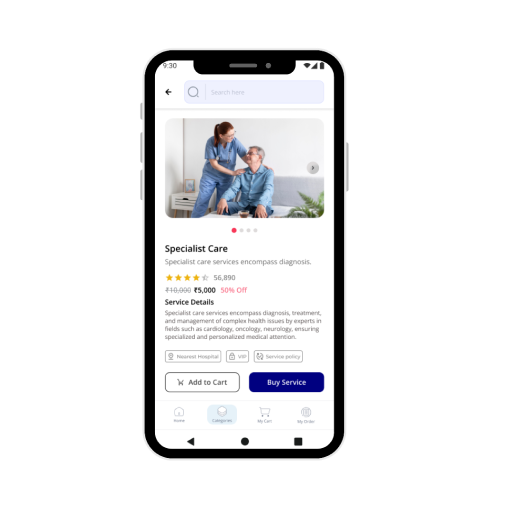 9:30
Search here
Specialist Care
Specialist care services encompass diagnosis.
56,890
₹10,000 ₹5,000 50% Off
Service Details
Specialist care services encompass diagnosis, treatment,
and management of complex health issues by experts in
fields such as cardiology, oncology, neurology, ensuring
specialized and personalized medical attention.
Nearest Hospital VIP Service policy
Add to Cart Buy Service
Home Categories My Cart My Order